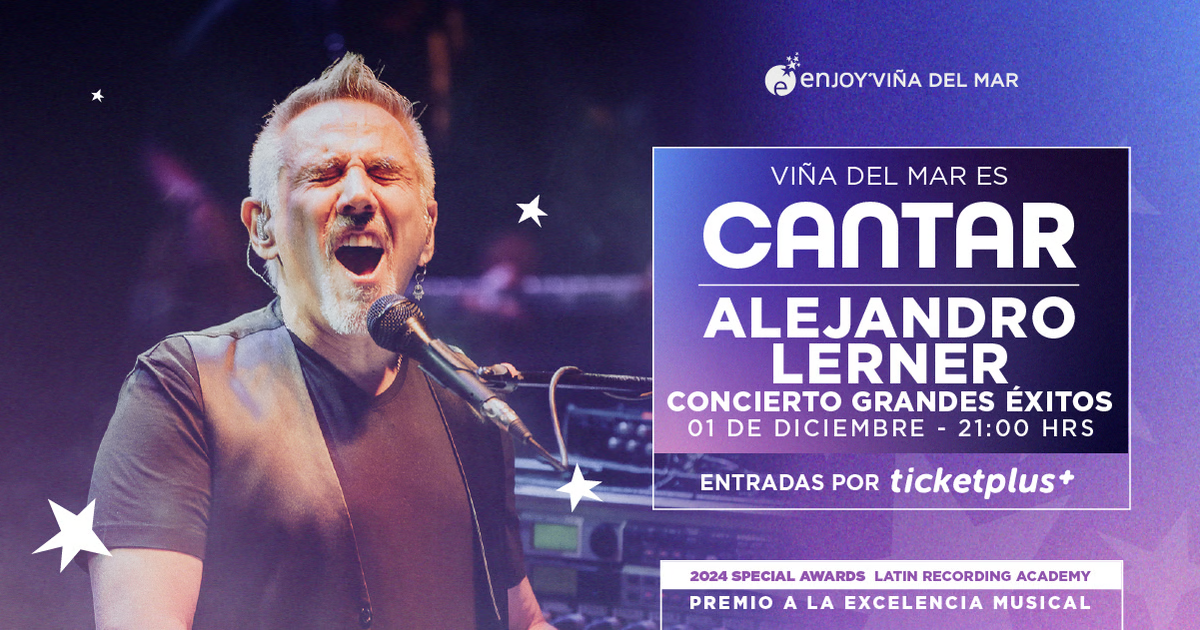 enjoy VIÑA DEL MAR
VIÑA DEL MAR ES
CANTAR
ALEJANDRO
LERNER
CONCIERTO GRANDES ÉXITOS
01 DE DICIEMBRE - 21:00 HRS
ENTRADAS POR ticketplus+
2024 SPECIAL AWARDS LATIN RECORDING ACADEMY
PREMIO A LA EXCELENCIA MUSICAL